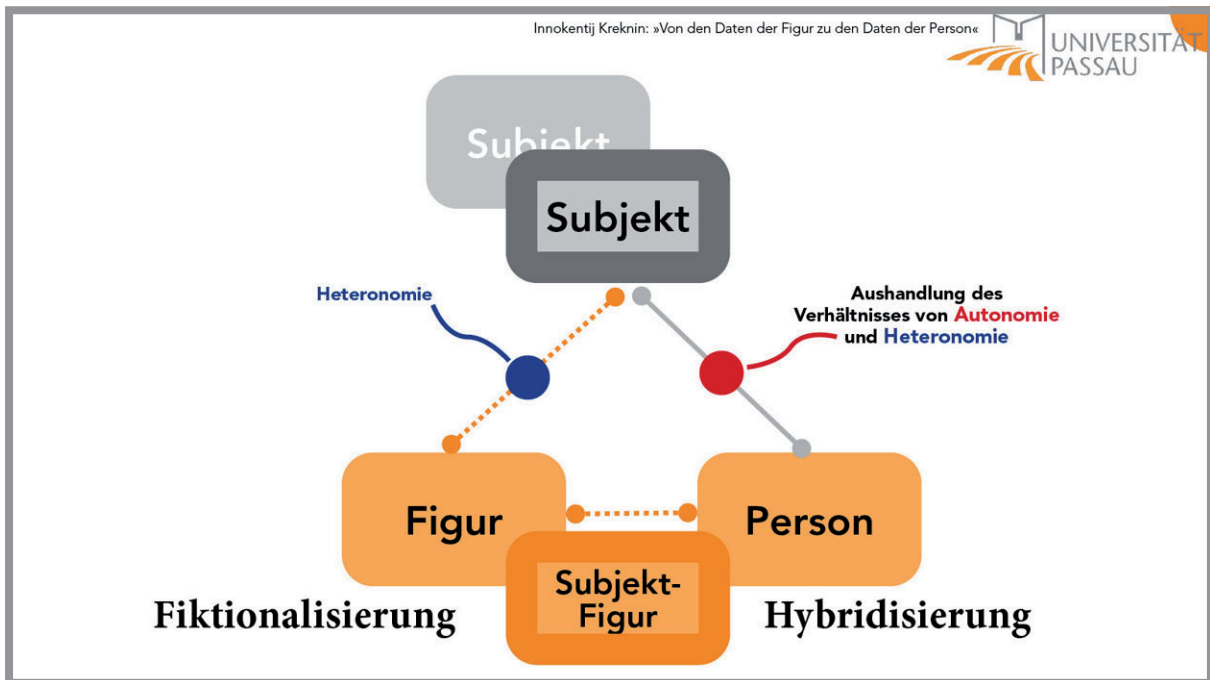 Innokentij Kreknin: »Von den Daten der Figur zu den Daten der Person«
UNIVERSITÄT
PASSAU
Subjekt
Subjekt
Heteronomie
Aushandlung des
Verhältnisses von Autonomie
und Heteronomie
Figur
Person
Subjekt-
Figur
Fiktionalisierung
Hybridisierung